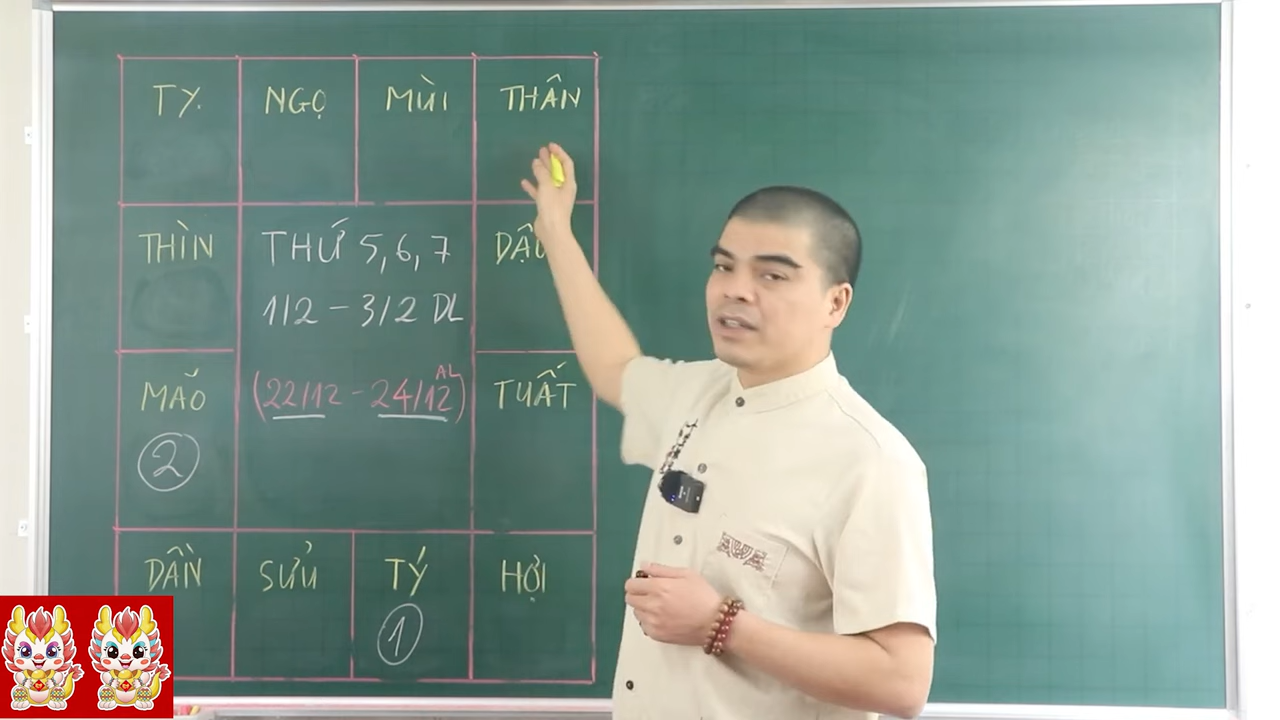 TỴ.
NGỌ
MÙI
THÂN
THÌN
THỨ 5, 6, 7
1/2 - 3/2 DL
DẬU
MÃO
(22/12 - 24/12)
AL
TUẤT
2
DẦN
SỬU
TÝ
HỢI
1